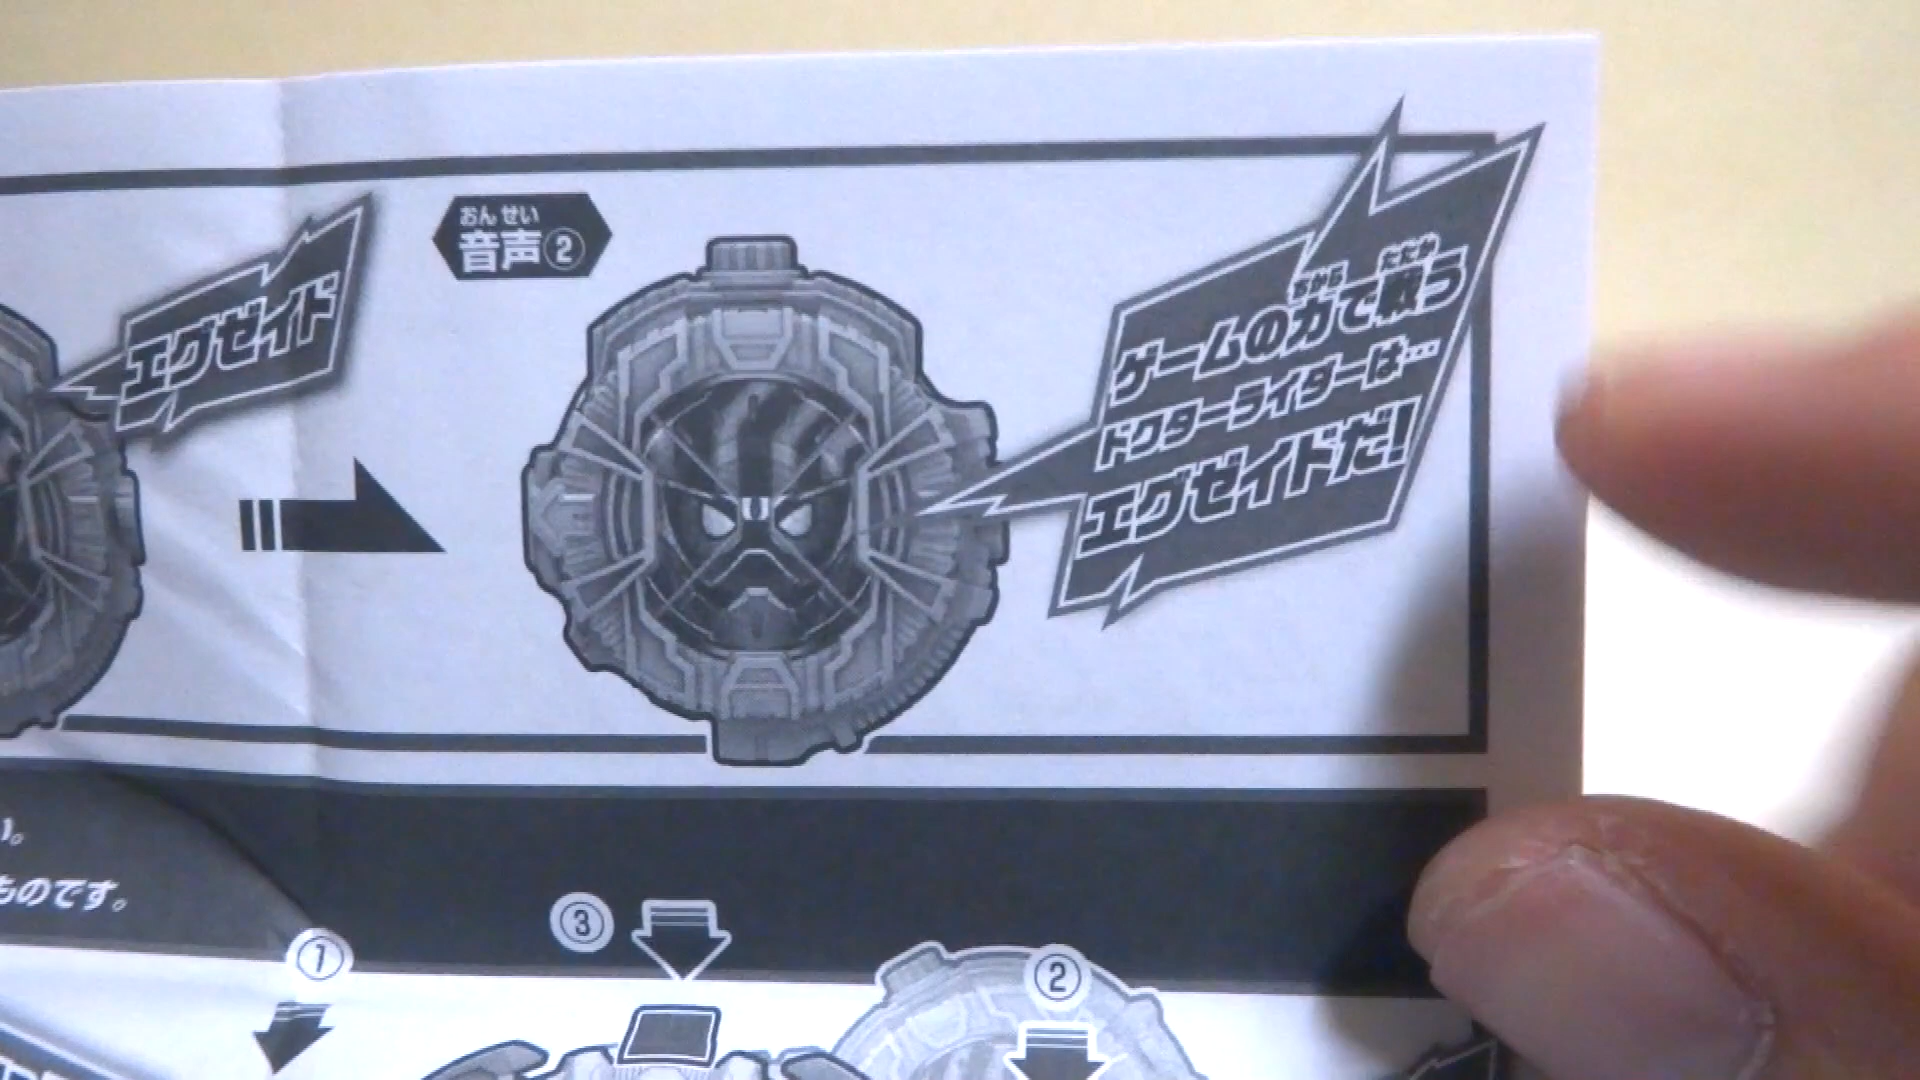 エグゼイド
おんせい
音声②
ちから たたか
ゲームの力で戦う
ドクターライダーは…
エグゼイドだ!
い。
ものです。
①
③
②